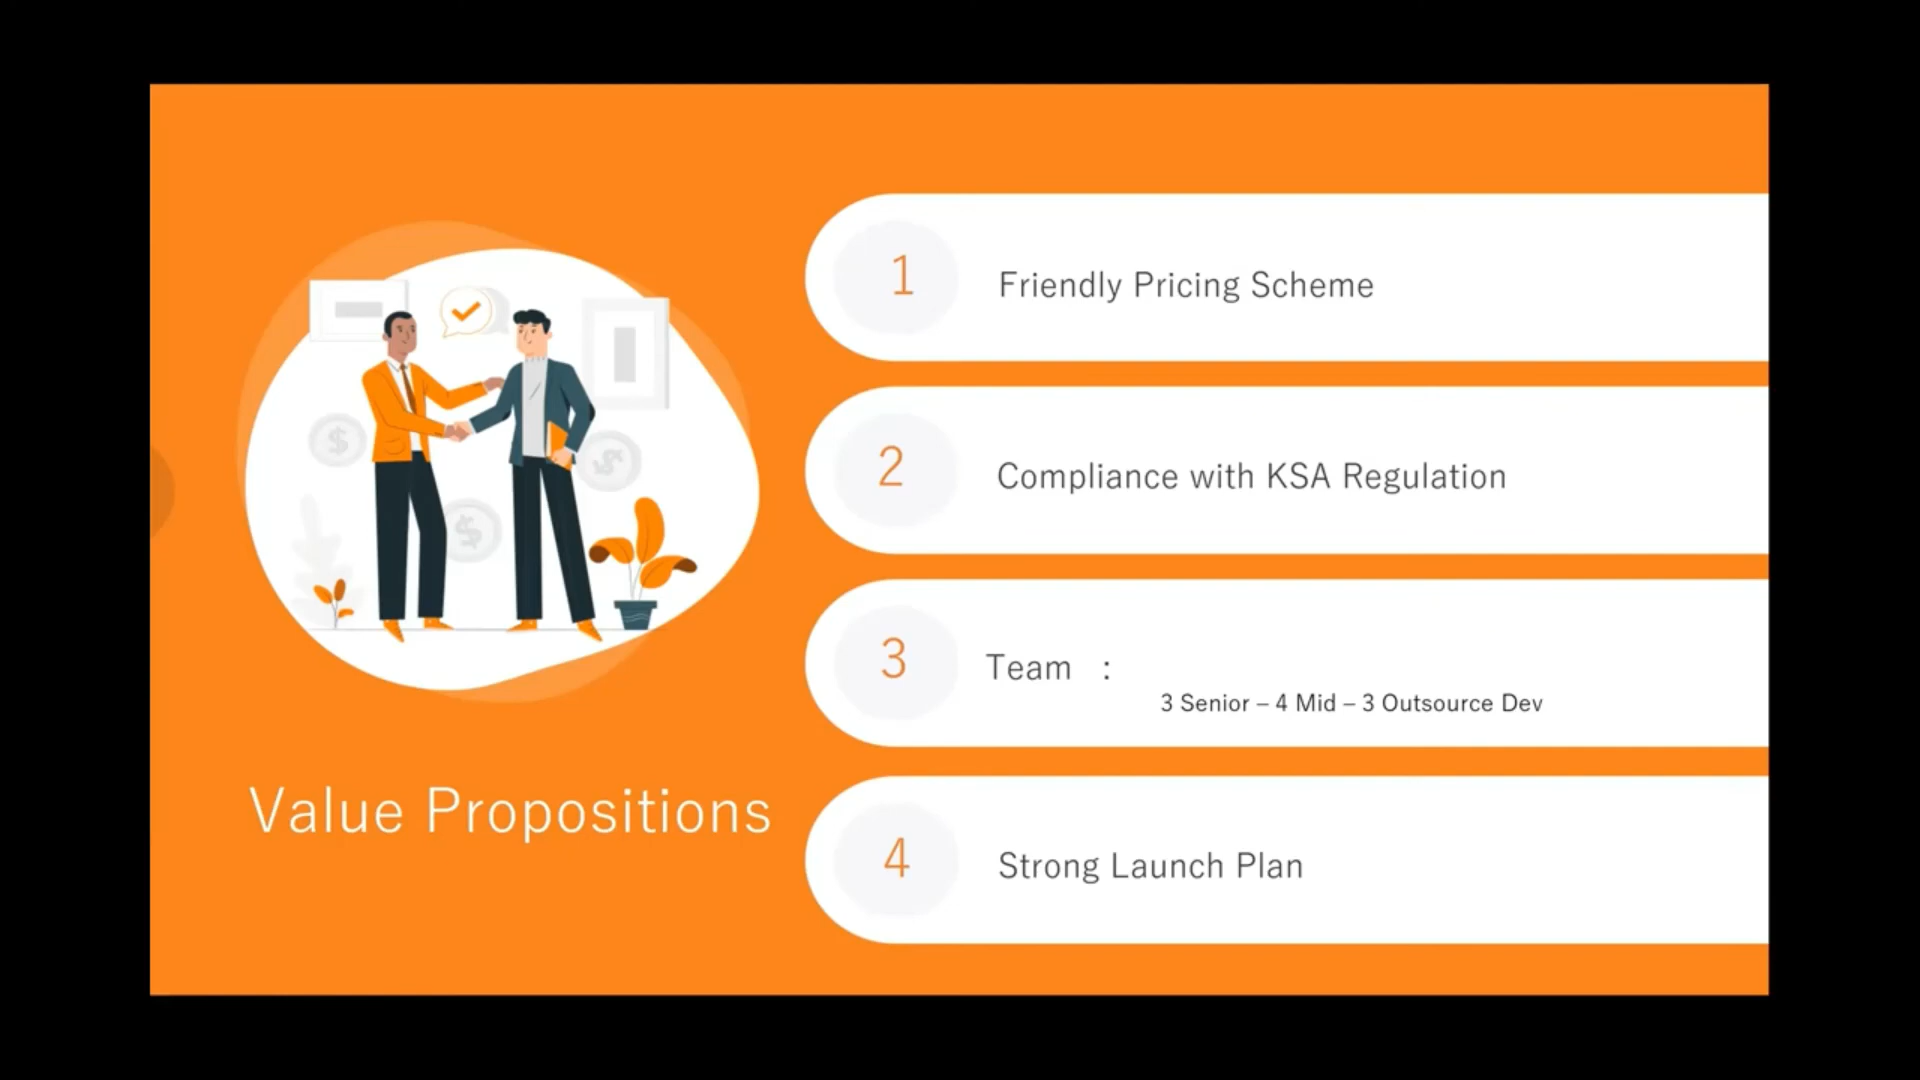 Value Propositions
1
Friendly Pricing Scheme
2
Compliance with KSA Regulation
3
Team :
3 Senior – 4 Mid – 3 Outsource Dev
4
Strong Launch Plan